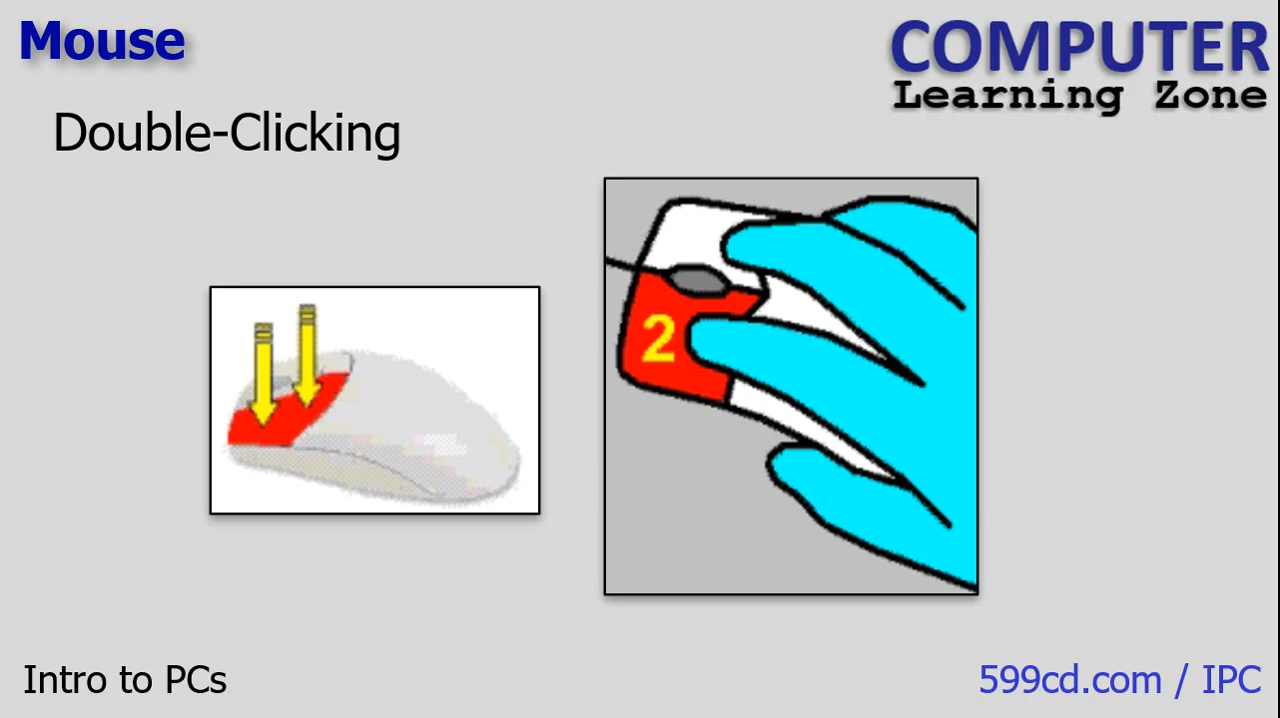 Mouse
COMPUTER
Learning Zone
Double-Clicking
2
Intro to PCs
599cd.com / IPC